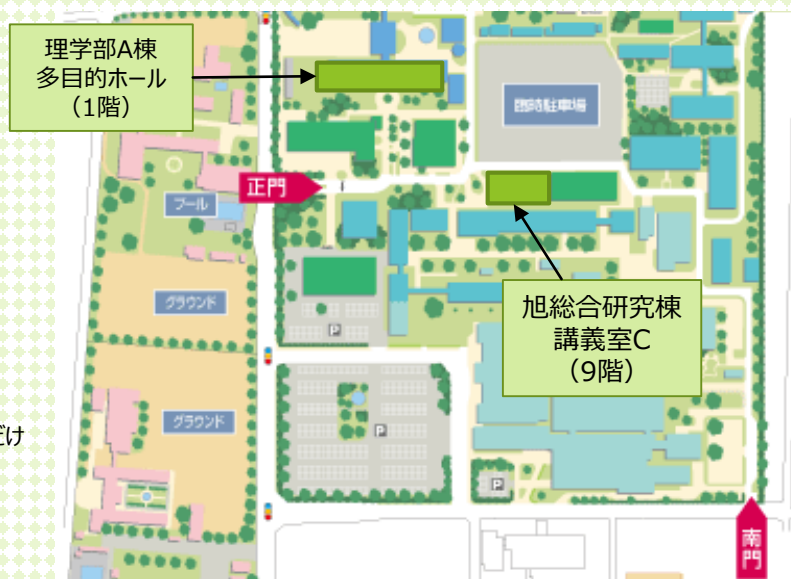 理学部A棟
多目的ホール
（1階）
臨時駐車場
正門
プール
グラウンド
旭総合研究棟
講義室C
（9階）
P
グラウンド
だけ
P
P
南門